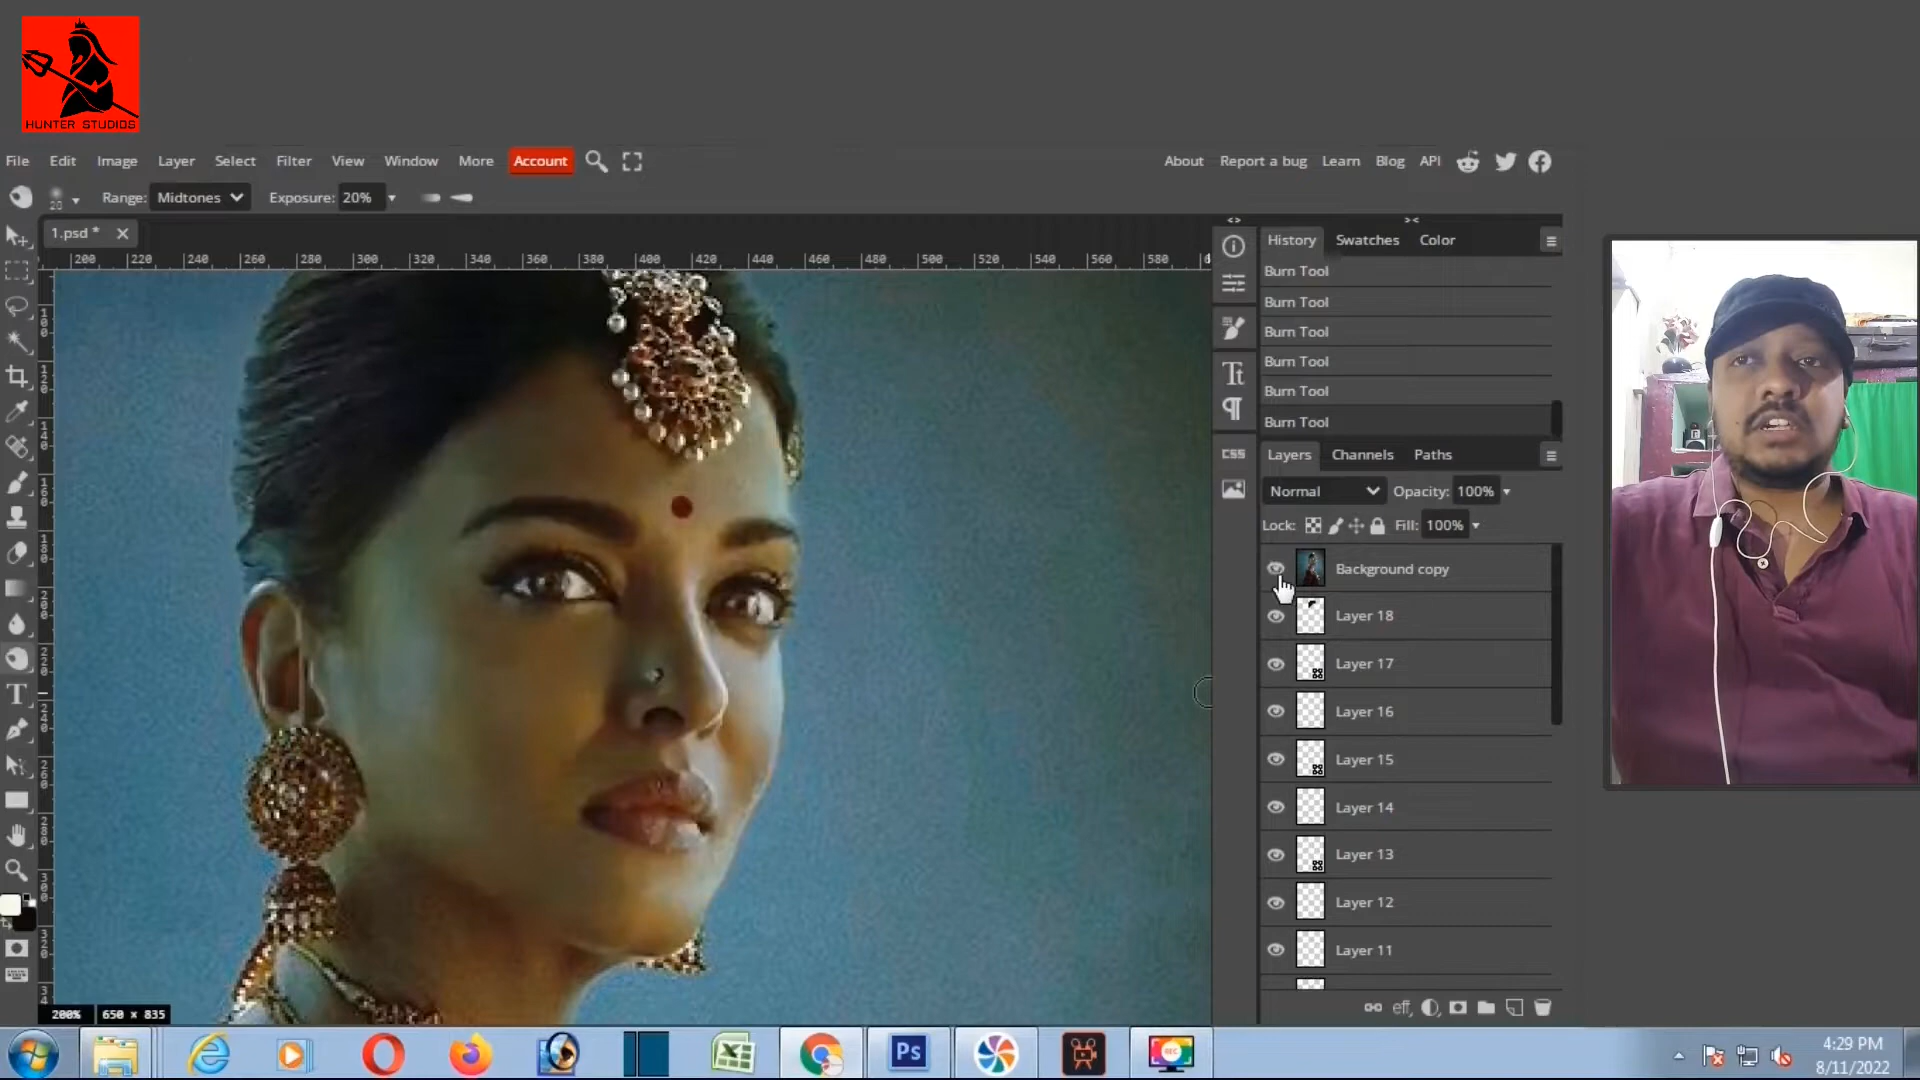 HUNTER STUDIOS
File Edit Image Layer Select Filter View Window More Account
About Report a bug Learn Blog API
20 Range: Midtones Exposure: 20%
1.psd *
200 220 240 260 280 300 320 340 360 380 400 420 440 460 480 500 520 540 560 580 600
History Swatches Color
Burn Tool
Burn Tool
Burn Tool
Burn Tool
Burn Tool
Burn Tool
Layers Channels Paths
CSS
Normal Opacity: 100%
Lock: Fill: 100%
Background copy
Layer 18
Layer 17
Layer 16
Layer 15
Layer 14
Layer 13
Layer 12
Layer 11
eff
200% 650 x 835
Ps
REC
4:29 PM
8/11/2022